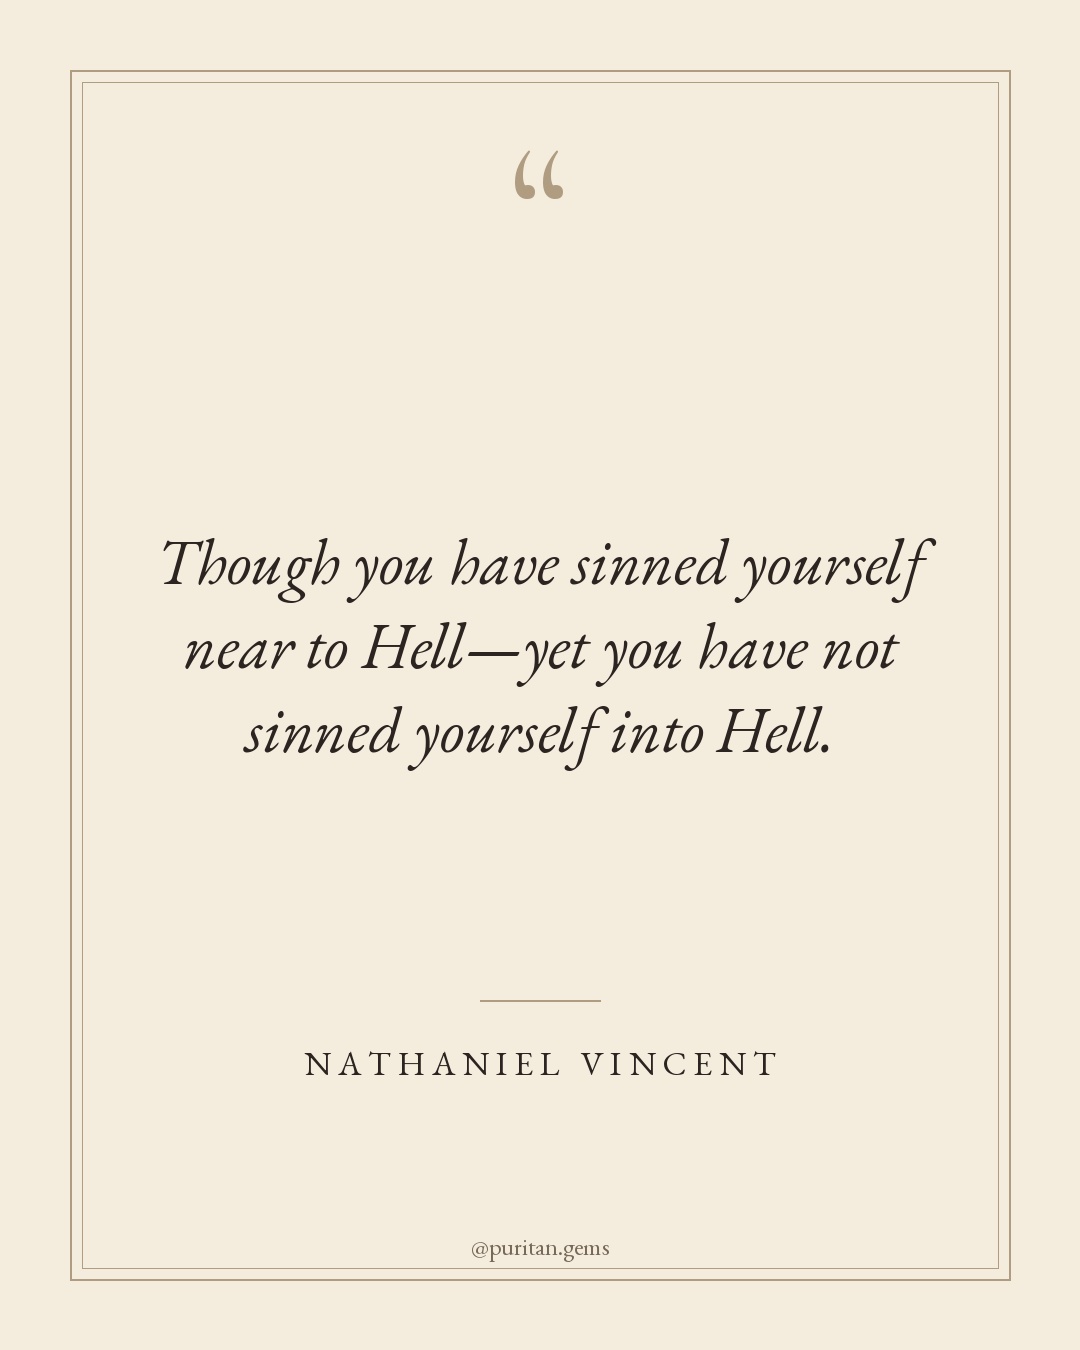 “
Though you have sinned yourself
near to Hell—yet you have not
sinned yourself into Hell.
NATHANIEL VINCENT
@puritan.gems